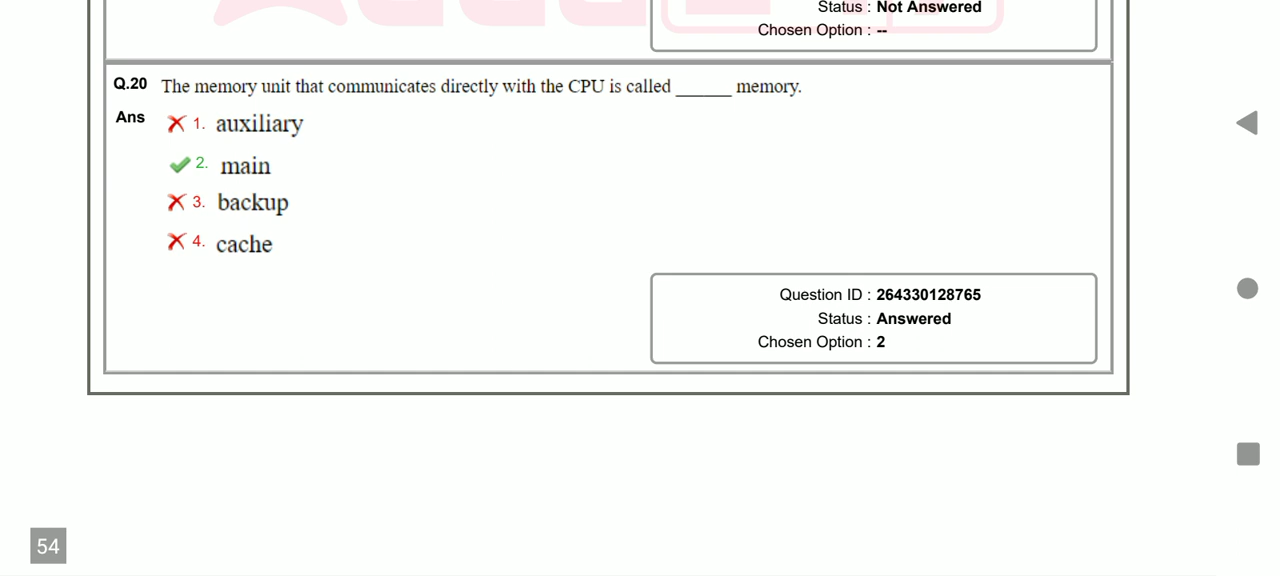 Status : Not Answered
Chosen Option : --
Q.20 The memory unit that communicates directly with the CPU is called ______ memory.
Ans 1. auxiliary
2. main
3. backup
4. cache
Question ID : 264330128765
Status : Answered
Chosen Option : 2
54